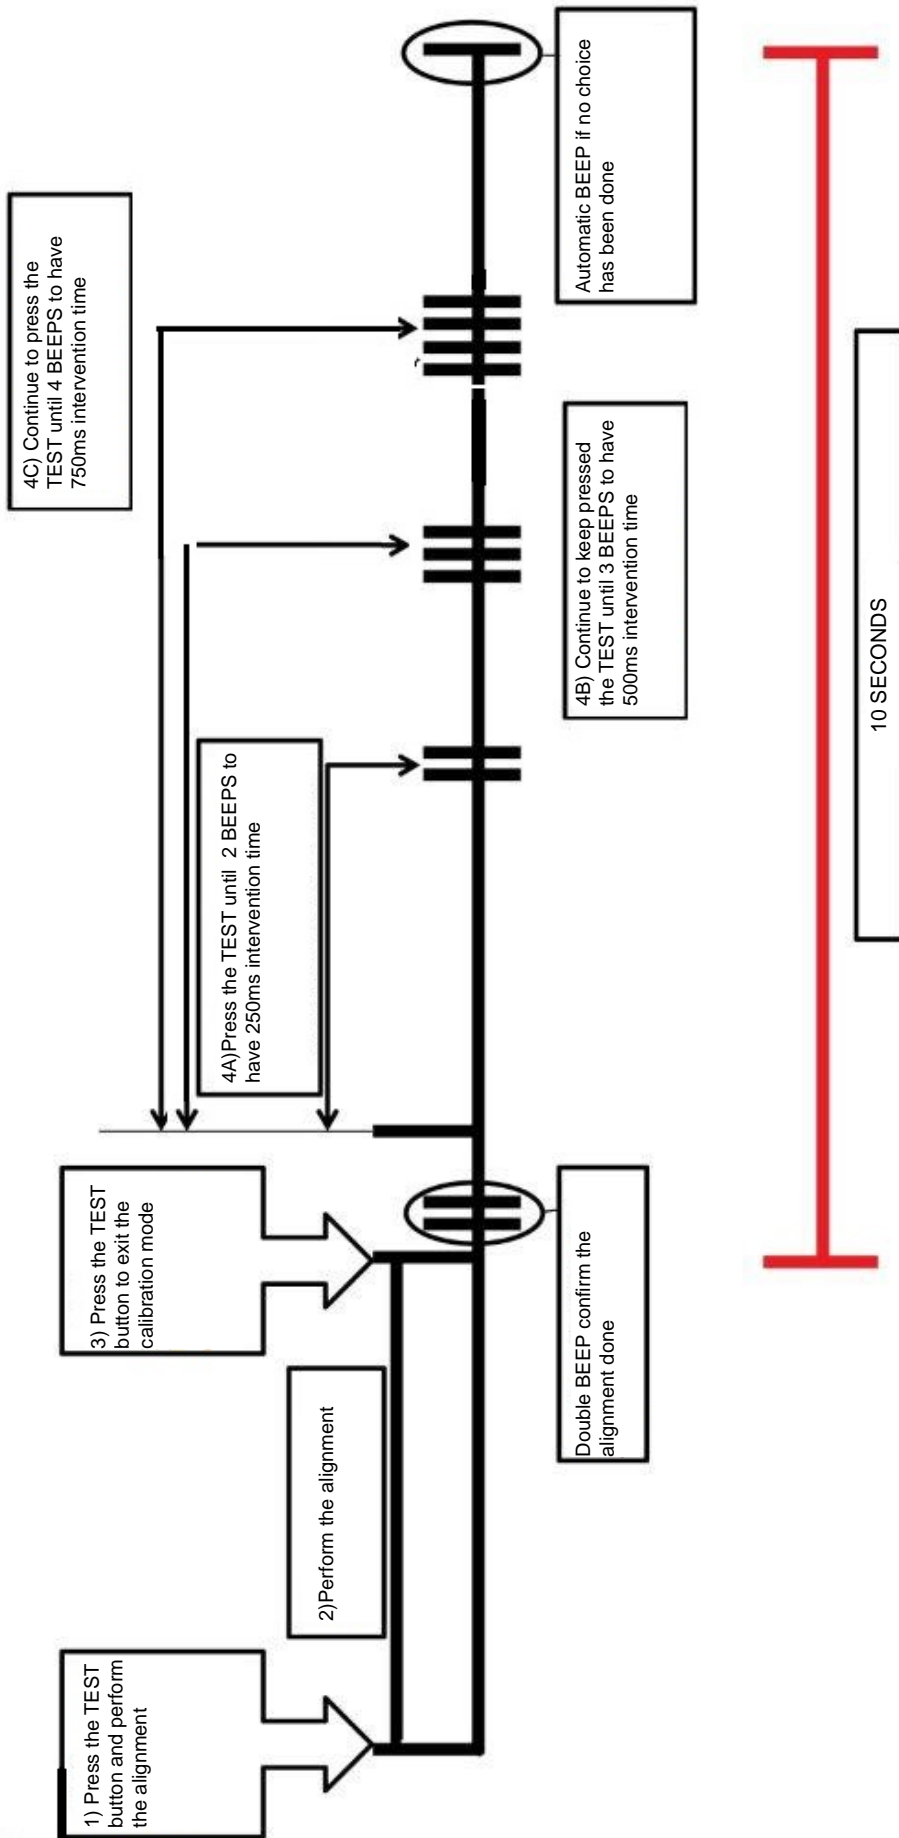 1) Press the TEST
button and perform
the alignment
2)Perform the alignment
3) Press the TEST
button to exit the
calibration mode
Double BEEP confirm the
alignment done
4A)Press the TEST until 2 BEEPS to
have 250ms intervention time
4B) Continue to keep pressed
the TEST until 3 BEEPS to have
500ms intervention time
4C) Continue to press the
TEST until 4 BEEPS to have
750ms intervention time
Automatic BEEP if no choice
has been done
10 SECONDS